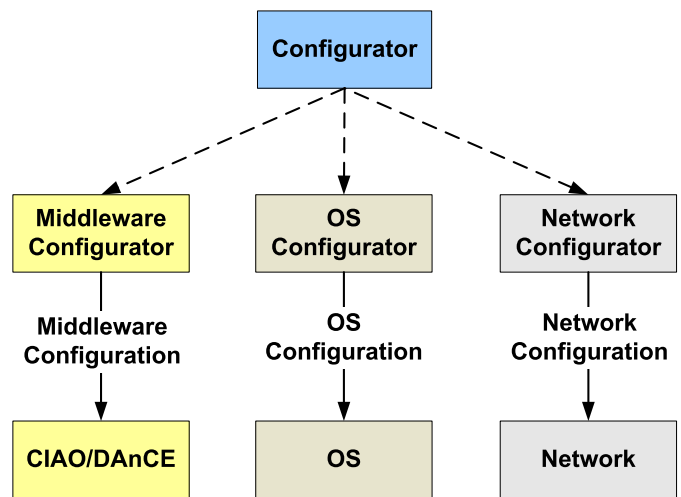 Configurator
Middleware
Configurator
OS
Configurator
Network
Configurator
Middleware
Configuration
OS
Configuration
Network
Configuration
CIAO/DAnCE
OS
Network